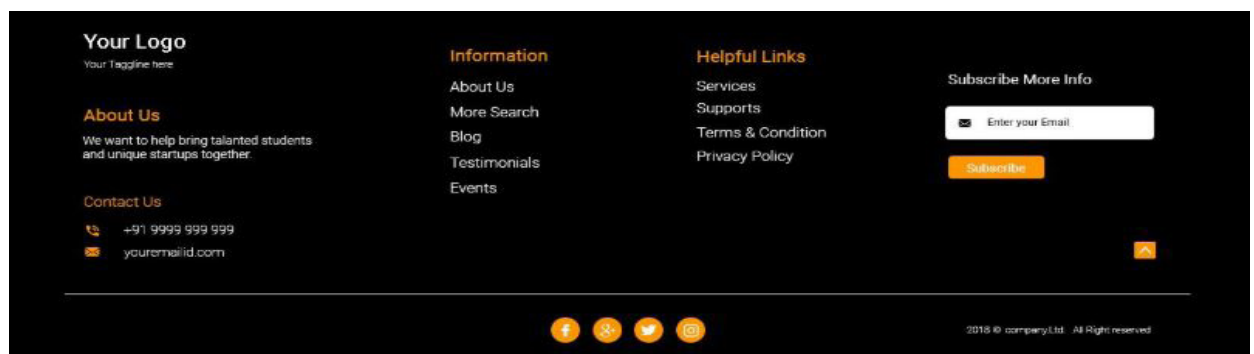 Your Logo
Your Taggline here
About Us
We want to help bring talanted students
and unique startups together.
Contact Us
+91 9999 999 999
youremailid.com
Information
About Us
More Search
Blog
Testimonials
Events
Helpful Links
Services
Supports
Terms & Condition
Privacy Policy
Subscribe More Info
Enter your Email
Subscribe
2018 © company.Ltd. All Right reserved